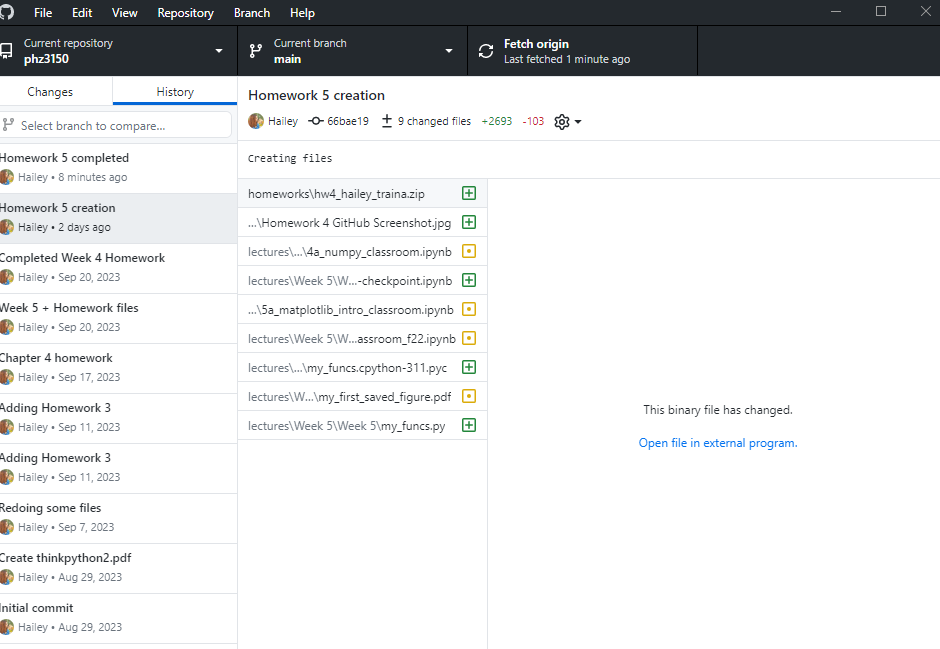 File Edit View Repository Branch Help
Current repository
phz3150
Current branch
main
Fetch origin
Last fetched 1 minute ago
Changes
History
Select branch to compare...
Homework 5 completed
Hailey • 8 minutes ago
Homework 5 creation
Hailey • 2 days ago
Completed Week 4 Homework
Hailey • Sep 20, 2023
Week 5 + Homework files
Hailey • Sep 20, 2023
Chapter 4 homework
Hailey • Sep 17, 2023
Adding Homework 3
Hailey • Sep 11, 2023
Adding Homework 3
Hailey • Sep 11, 2023
Redoing some files
Hailey • Sep 7, 2023
Create thinkpython2.pdf
Hailey • Aug 29, 2023
Initial commit
Hailey • Aug 29, 2023
Homework 5 creation
Hailey 66bae19 9 changed files +2693 -103
Creating files
homeworks\hw4_hailey_traina.zip
...\Homework 4 GitHub Screenshot.jpg
lectures\...\4a_numpy_classroom.ipynb
lectures\Week 5\W...-checkpoint.ipynb
...\5a_matplotlib_intro_classroom.ipynb
lectures\Week 5\W...assroom_f22.ipynb
lectures\...\my_funcs.cpython-311.pyc
lectures\W...\my_first_saved_figure.pdf
lectures\Week 5\Week 5\my_funcs.py
This binary file has changed.
Open file in external program.